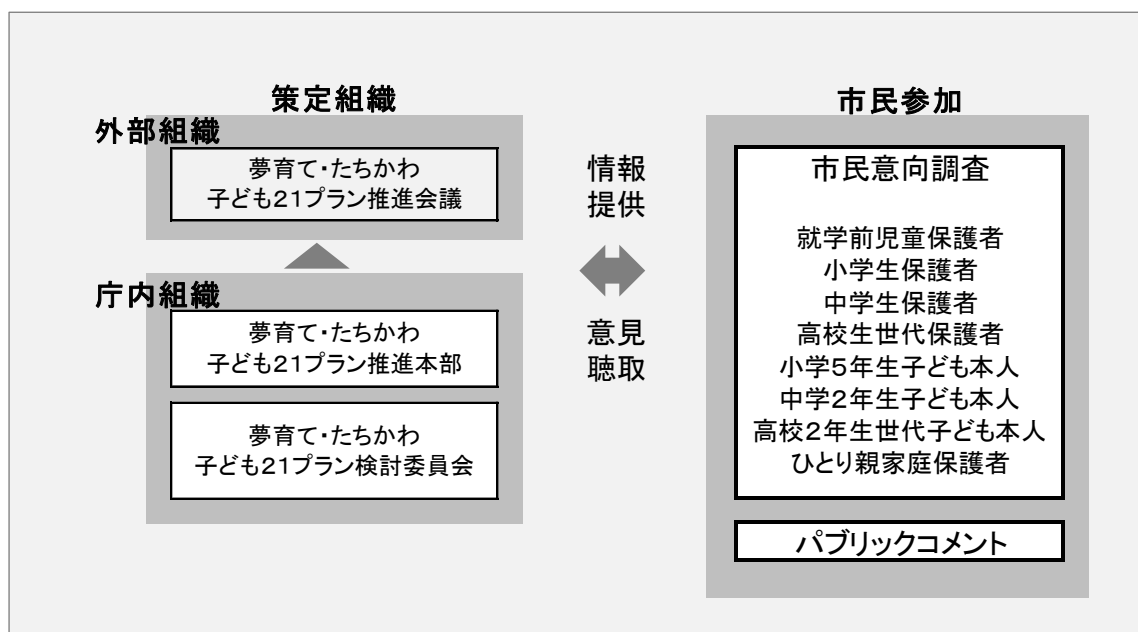 策定組織
外部組織
夢育て・たちかわ
子ども21プラン推進会議
庁内組織
夢育て・たちかわ
子ども21プラン推進本部
夢育て・たちかわ
子ども21プラン検討委員会
情報
提供
意見
聴取
市民参加
市民意向調査
就学前児童保護者
小学生保護者
中学生保護者
高校生世代保護者
小学5年生子ども本人
中学2年生子ども本人
高校2年生世代子ども本人
ひとり親家庭保護者
パブリックコメント